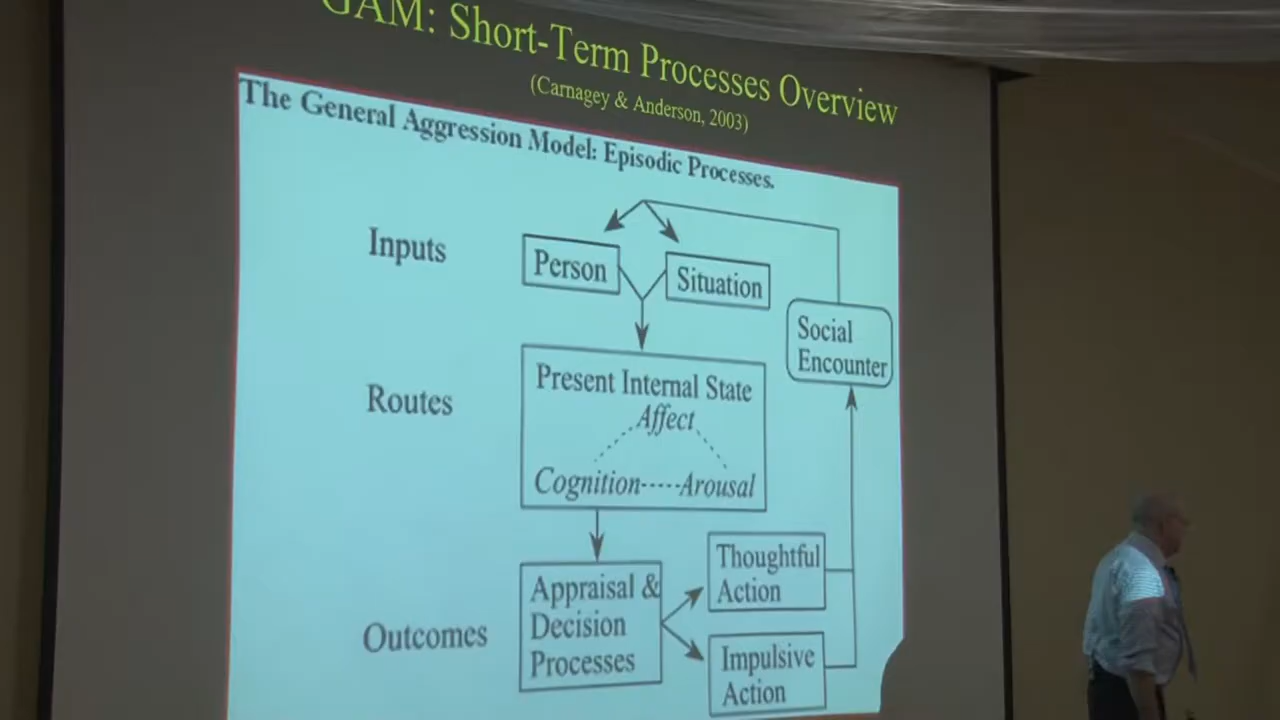 GAM: Short-Term Processes Overview
(Carnagey & Anderson, 2003)
The General Aggression Model: Episodic Processes.
Inputs
Person
Situation
Social
Encounter
Routes
Present Internal State
Affect
Cognition-----Arousal
Outcomes
Appraisal &
Decision
Processes
Thoughtful
Action
Impulsive
Action